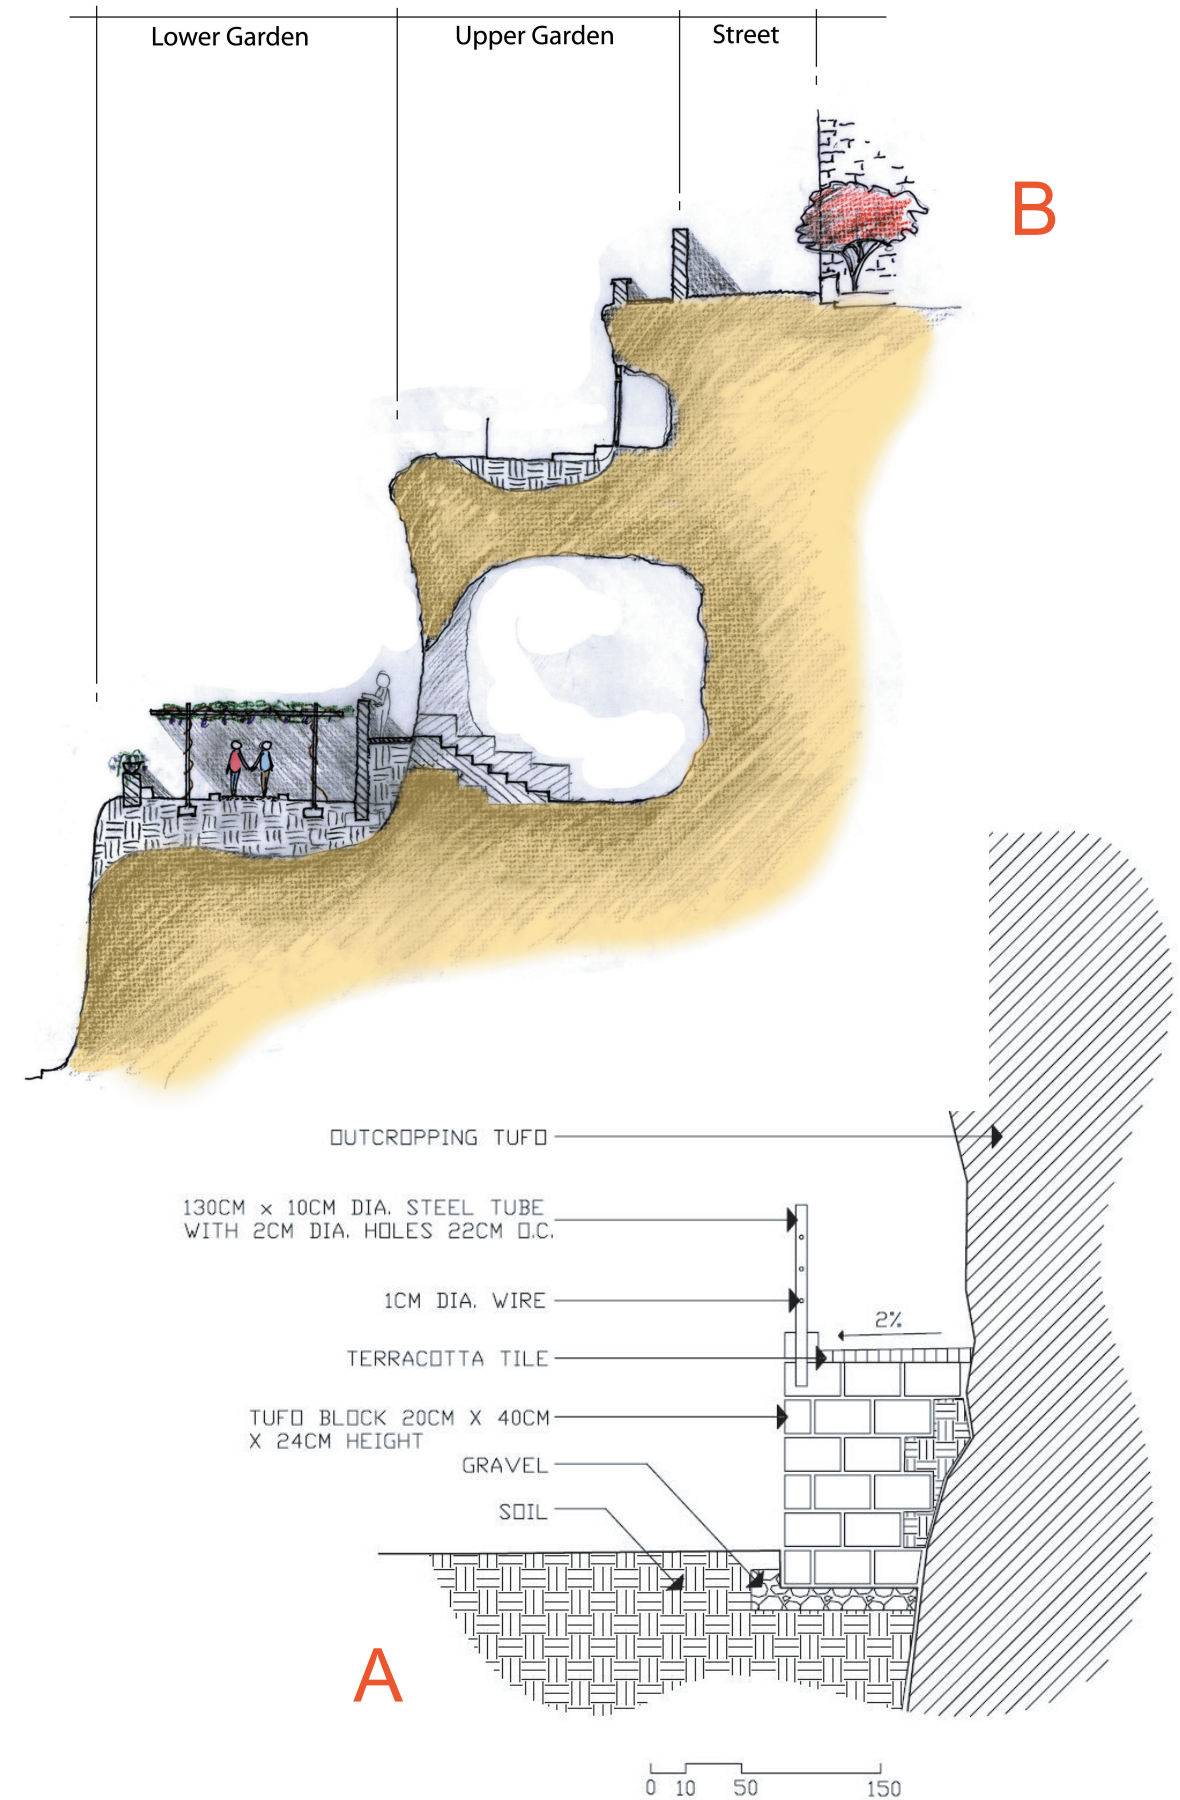 Lower Garden
Upper Garden
Street
B
OUTCROPPING TUFO
130CM x 10CM DIA. STEEL TUBE
WITH 2CM DIA. HOLES 22CM O.C.
1CM DIA. WIRE
2%
TERRACOTTA TILE
TUFO BLOCK 20CM X 40CM
X 24CM HEIGHT
GRAVEL
SOIL
A
0 10 50 150